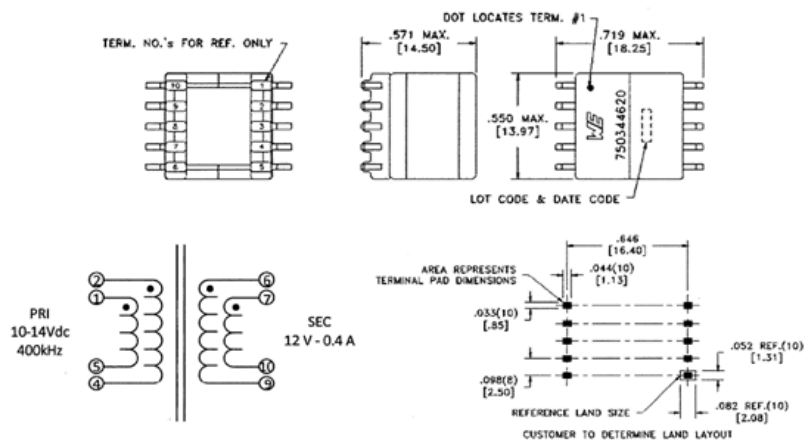 TERM. NO.'s FOR REF. ONLY
10
9
8
7
6
1
2
3
4
5
.571 MAX.
[14.50]
DOT LOCATES TERM. #1
.719 MAX.
[18.25]
.550 MAX.
[13.97]
WE
750344620
LOT CODE & DATE CODE
2
1
5
4
PRI
10-14Vdc
400kHz
6
7
10
9
SEC
12 V - 0.4 A
.646
[16.40]
AREA REPRESENTS
TERMINAL PAD DIMENSIONS
.044(10)
[1.13]
.033(10)
[.85]
.098(8)
[2.50]
.052 REF.(10)
[1.31]
.082 REF.(10)
[2.08]
REFERENCE LAND SIZE
CUSTOMER TO DETERMINE LAND LAYOUT